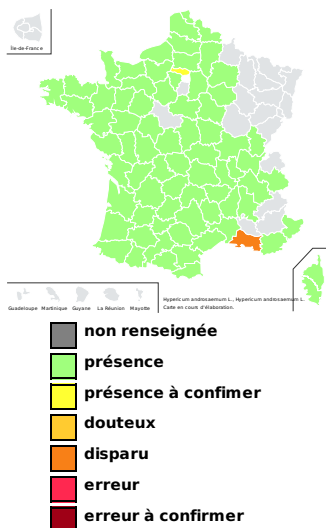 Île-de-France
Hypericum androsaemum L., Hypericum androsaemum L.
Carte en cours d'élaboration.
Guadeloupe Martinique Guyane La Réunion Mayotte
non renseignée
présence
présence à confimer
douteux
disparu
erreur
erreur à confirmer